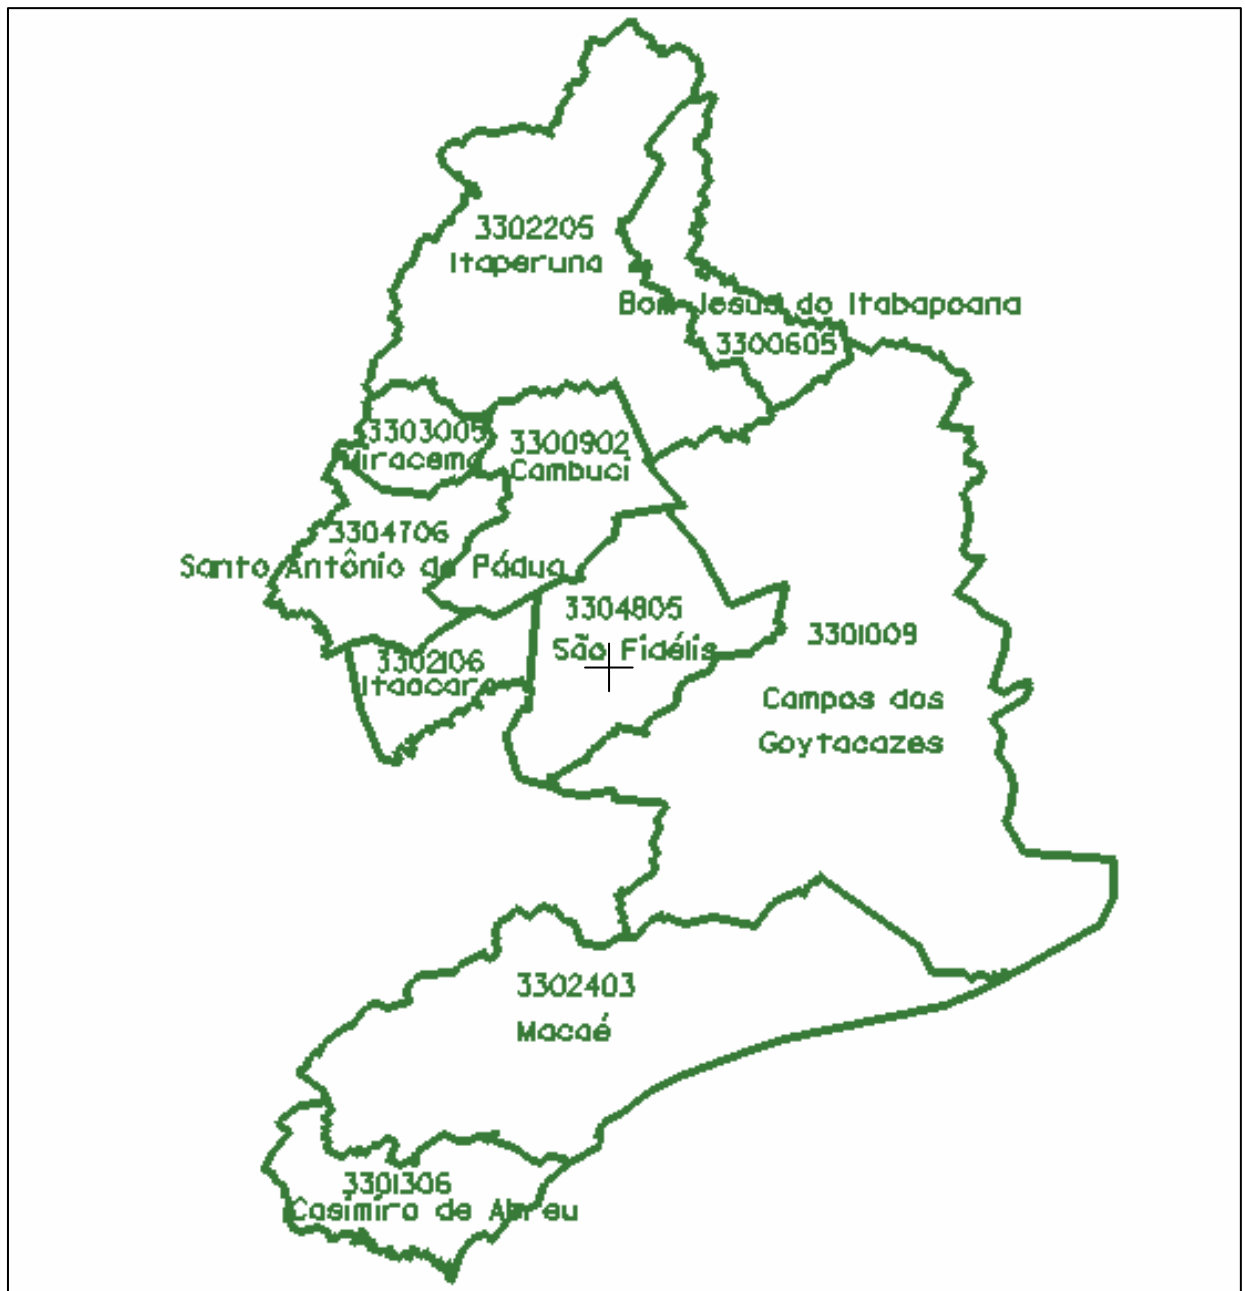 3302205
Itaperuna
Bom Jesus do Itabapoana
3300605
3303005
Miracema
3300902
Cambuci
3304706
Santo Antônio de Pádua
3304805
São Fidélis
3301009
3302106
Itaocara
Campos dos
Goytacazes
3302403
Macaé
3301306
Casimiro de Abreu